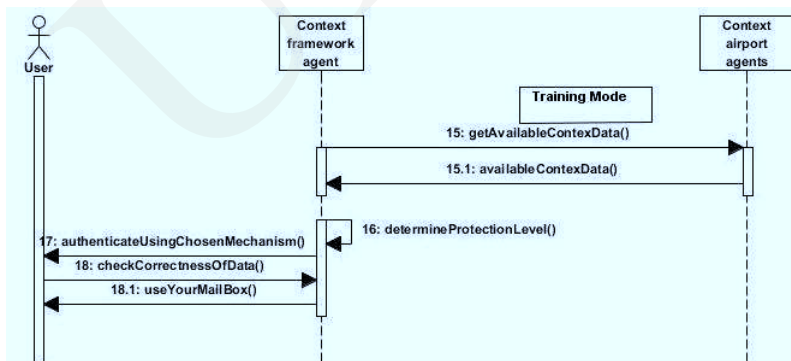 User
Context
framework
agent
Context
airport
agents
Training Mode
15: getAvailableContexData()
15.1: availableContexData()
16: determineProtectionLevel()
17: authenticateUsingChosenMechanism()
18: checkCorrectnessOfData()
18.1: useYourMailBox()